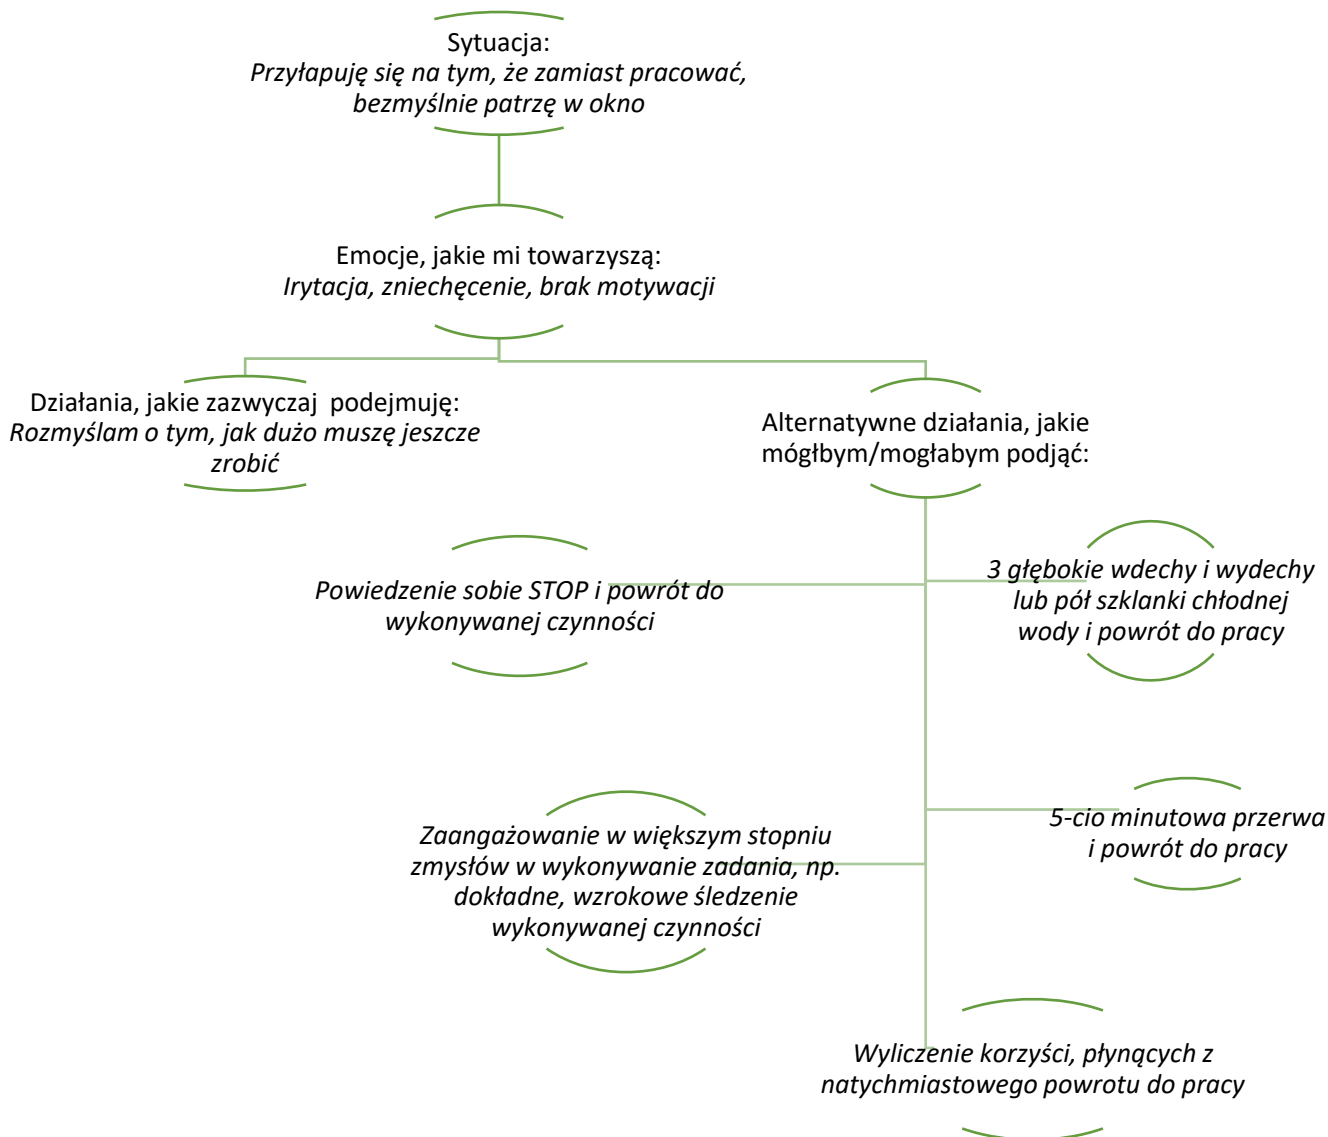 Sytuacja:
Przyłapuję się na tym, że zamiast pracować,
bezmyślnie patrzę w okno
Emocje, jakie mi towarzyszą:
Irytacja, zniechęcenie, brak motywacji
Działania, jakie zazwyczaj podejmuję:
Rozmyślam o tym, jak dużo muszę jeszcze
zrobić
Alternatywne działania, jakie
mógłbym/mogłabym podjąć:
Powiedzenie sobie STOP i powrót do
wykonywanej czynności
3 głębokie wdechy i wydechy
lub pół szklanki chłodnej
wody i powrót do pracy
Zaangażowanie w większym stopniu
zmysłów w wykonywanie zadania, np.
dokładne, wzrokowe śledzenie
wykonywanej czynności
5-cio minutowa przerwa
i powrót do pracy
Wyliczenie korzyści, płynących z
natychmiastowego powrotu do pracy